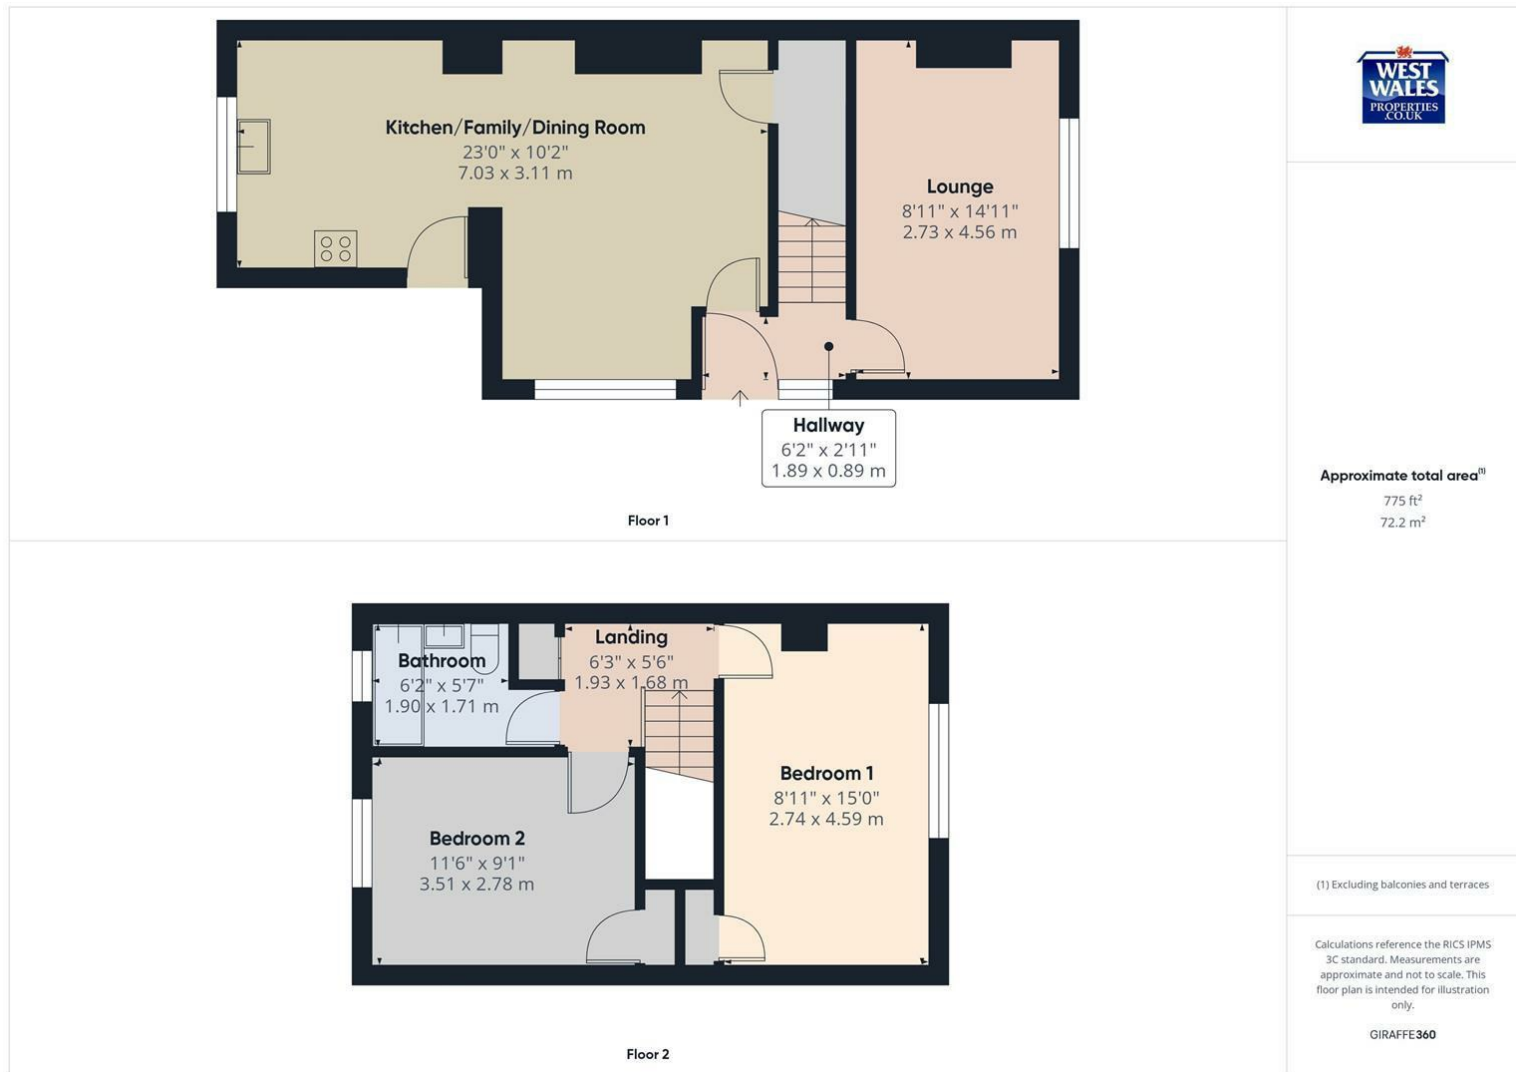 Kitchen/Family/Dining Room
23'0" x 10'2"
7.03 x 3.11 m
Lounge
8'11" x 14'11"
2.73 x 4.56 m
Hallway
6'2" x 2'11"
1.89 x 0.89 m
Floor 1
WEST
WALES
PROPERTIES
.CO.UK
Approximate total area(1)
775 ft²
72.2 m²
Bathroom
6'2" x 5'7"
1.90 x 1.71 m
Landing
6'3" x 5'6"
1.93 x 1.68 m
Bedroom 1
8'11" x 15'0"
2.74 x 4.59 m
Bedroom 2
11'6" x 9'1"
3.51 x 2.78 m
Floor 2
(1) Excluding balconies and terraces
Calculations reference the RICS IPMS
3C standard. Measurements are
approximate and not to scale. This
floor plan is intended for illustration
only.
GIRAFFE360